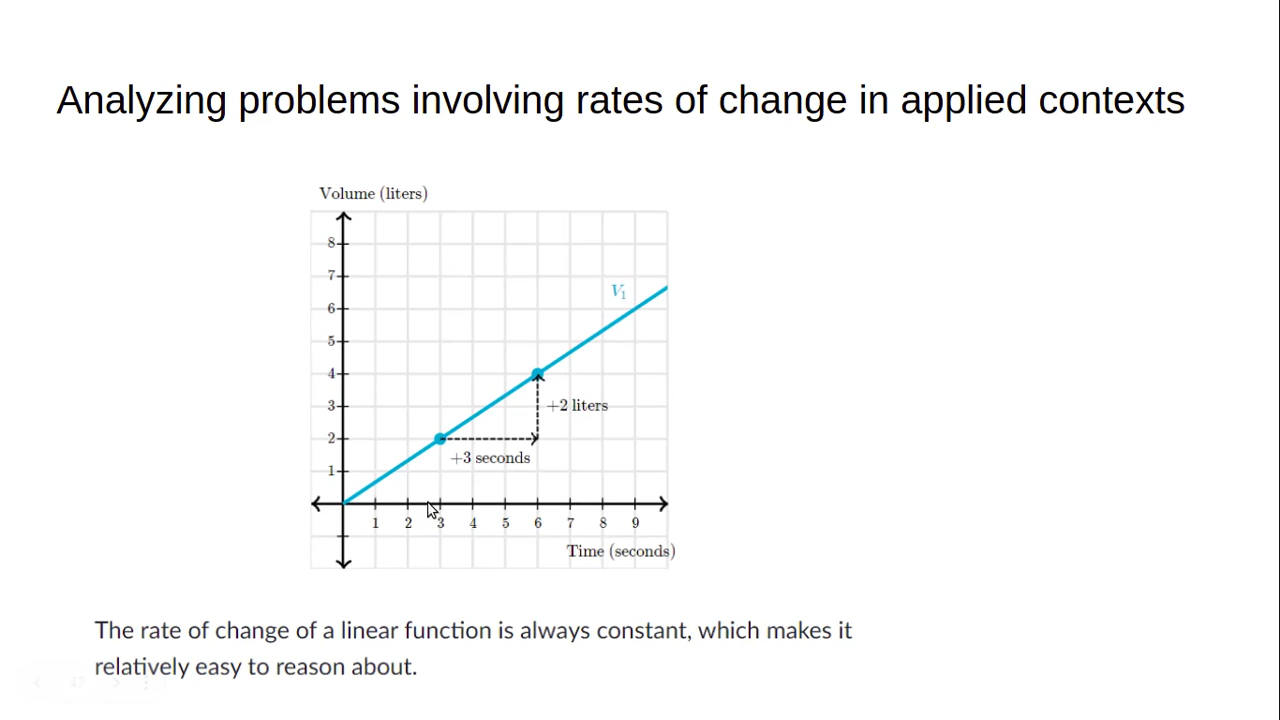 Analyzing problems involving rates of change in applied contexts
Volume (liters)
8
7
V₁
6
5
4
3
+2 liters
2
+3 seconds
1
1 2 3 4 5 6 7 8 9
Time (seconds)
The rate of change of a linear function is always constant, which makes it
relatively easy to reason about.